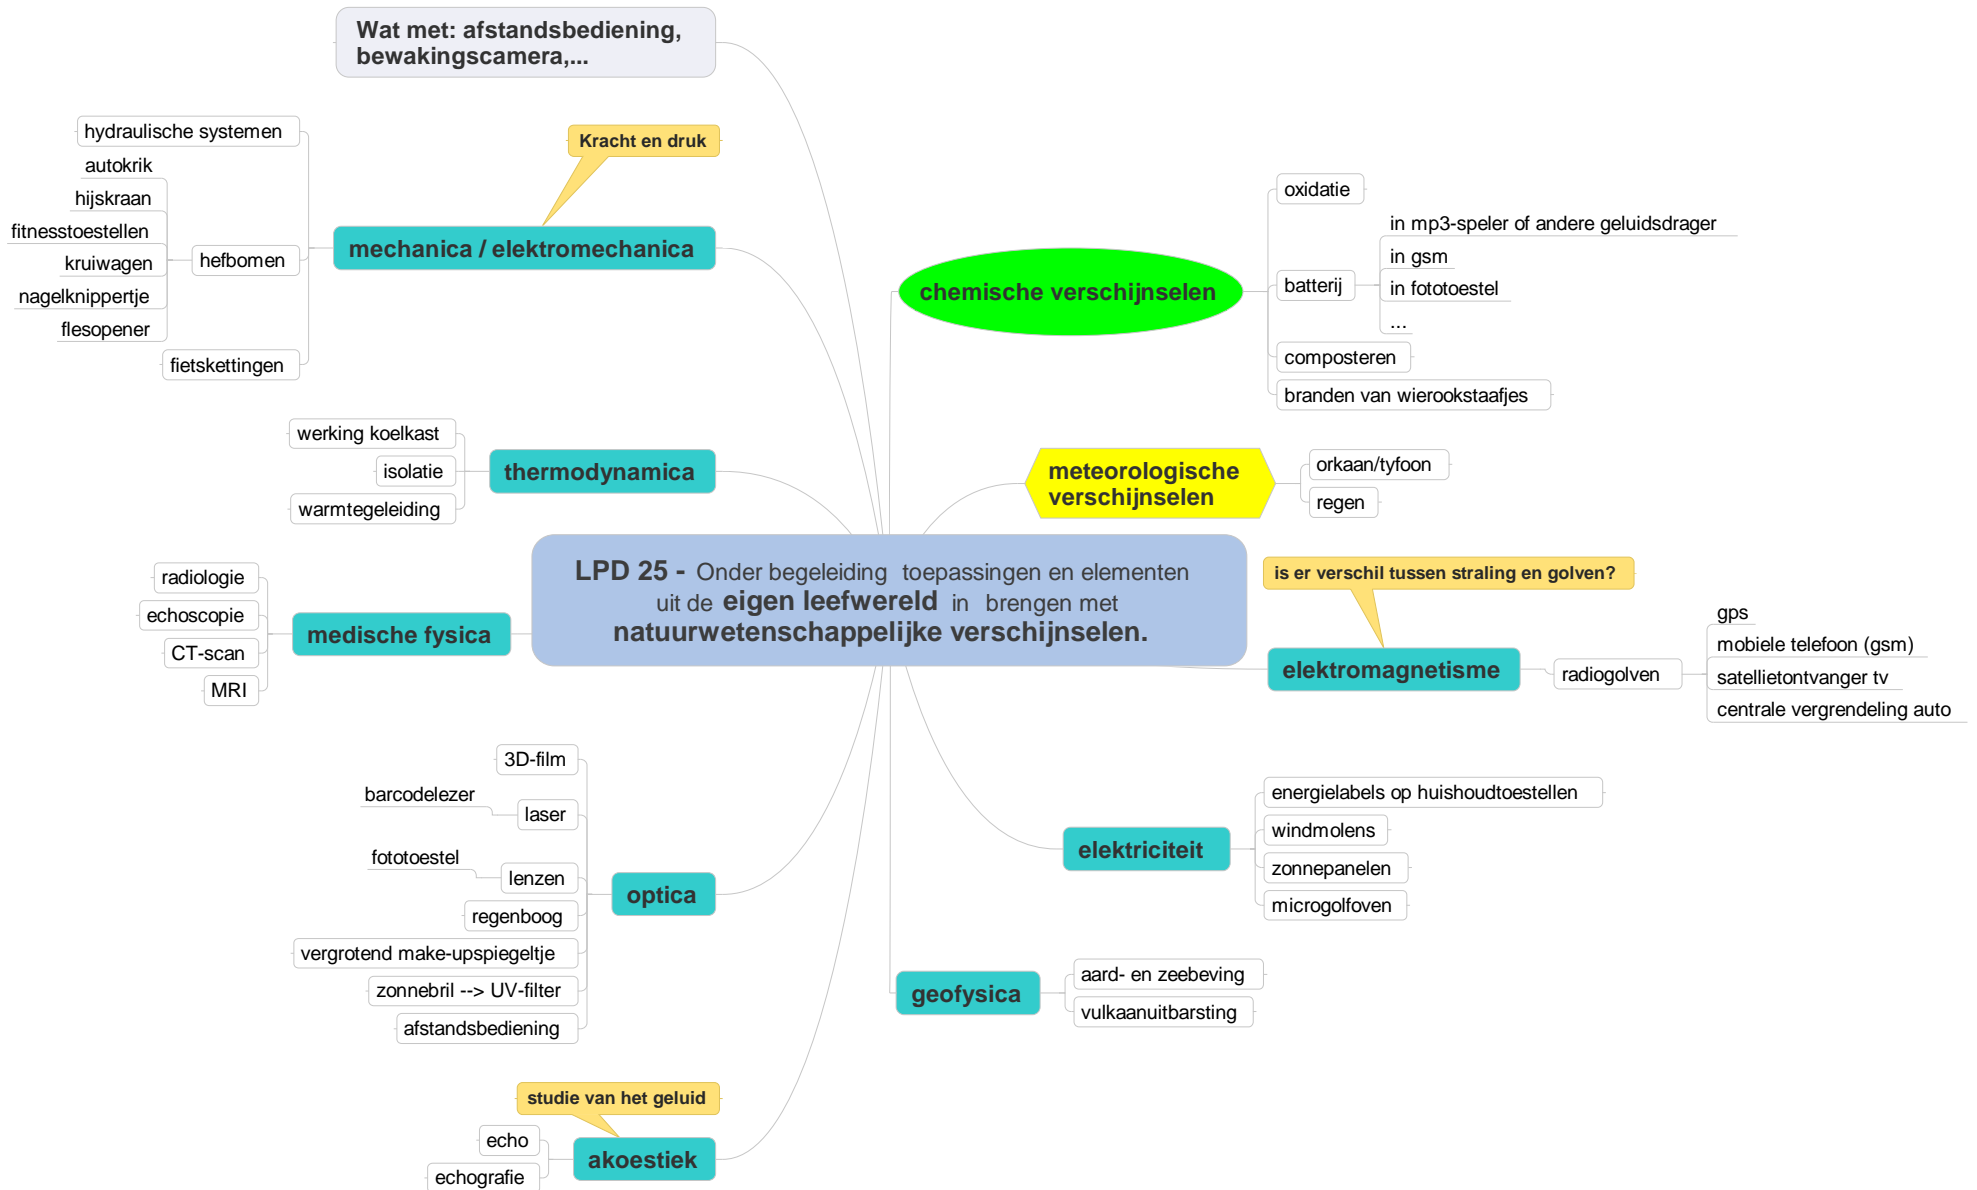 Wat met: afstandsbediening,
bewakingscamera,...
Kracht en druk
mechanica / elektromechanica
hydraulische systemen
hefbomen
autokrik
hijskraan
fitnesstoestellen
kruiwagen
nagelknippertje
flesopener
fietskettingen
thermodynamica
werking koelkast
isolatie
warmtegeleiding
medische fysica
radiologie
echoscopie
CT-scan
MRI
optica
3D-film
laser
barcodelezer
lenzen
fototoestel
regenboog
vergrotend make-upspiegeltje
zonnebril --> UV-filter
afstandsbediening
studie van het geluid
akoestiek
echo
echografie
LPD 25 - Onder begeleiding toepassingen en elementen
uit de eigen leefwereld in brengen met
natuurwetenschappelijke verschijnselen.
chemische verschijnselen
oxidatie
batterij
in mp3-speler of andere geluidsdrager
in gsm
in fototoestel
...
composteren
branden van wierookstaafjes
meteorologische
verschijnselen
orkaan/tyfoon
regen
is er verschil tussen straling en golven?
elektromagnetisme
radiogolven
gps
mobiele telefoon (gsm)
satellietontvanger tv
centrale vergrendeling auto
elektriciteit
energielabels op huishoudtoestellen
windmolens
zonnepanelen
microgolfoven
geofysica
aard- en zeebeving
vulkaanuitbarsting